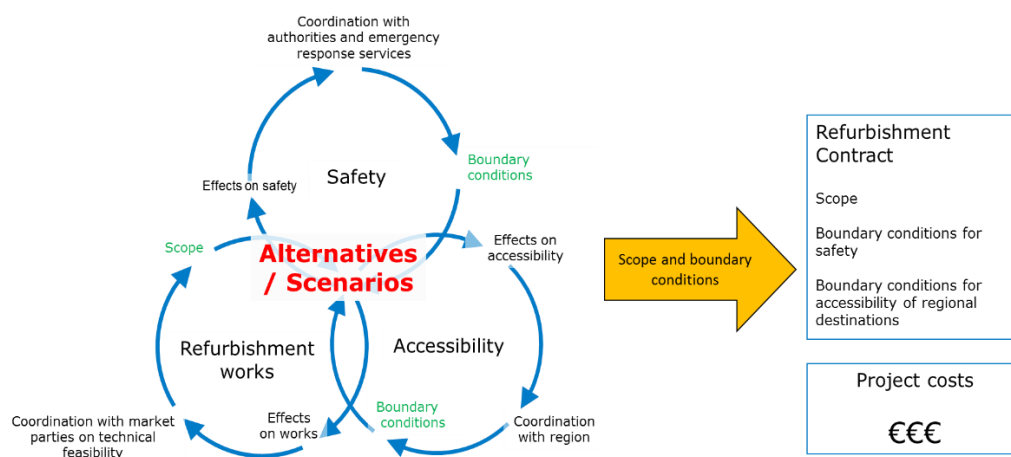 Coordination with
authorities and emergency
response services
Boundary
conditions
Safety
Effects on safety
Scope
Alternatives
/ Scenarios
Effects on
accessibility
Refurbishment
works
Accessibility
Coordination with market
parties on technical
feasibility
Effects
on works
Boundary
conditions
Coordination
with region
Scope and boundary
conditions
Refurbishment
Contract
Scope
Boundary conditions for
safety
Boundary conditions for
accessibility of regional
destinations
Project costs
€€€